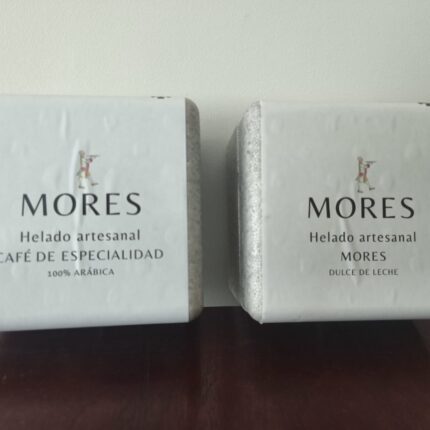 MORES
Helado artesanal
CAFÉ DE ESPECIALIDAD
100% ARÁBICA
MORES
Helado artesanal
MORES
DULCE DE LECHE